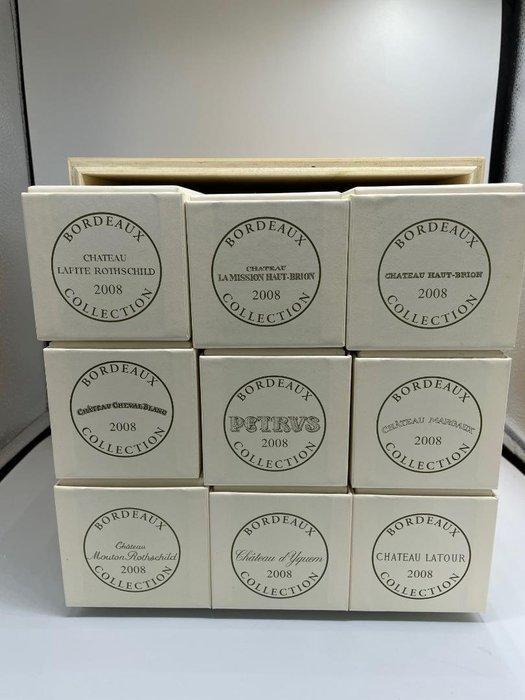 BORDEAUX
CHATEAU
LAFITE ROTHSCHILD
2008
COLLECTION
BORDEAUX
CHATEAU
LA MISSION HAUT-BRION
2008
COLLECTION
BORDEAUX
CHATEAU HAUT-BRION
2008
COLLECTION
BORDEAUX
CHÂTEAU CHEVAL BLANC
2008
COLLECTION
BORDEAUX
PETRVS
2008
COLLECTION
BORDEAUX
CHÂTEAU MARGAUX
2008
COLLECTION
BORDEAUX
Château
Mouton Rothschild
2008
COLLECTION
BORDEAUX
Château d'Yquem
2008
COLLECTION
BORDEAUX
CHATEAU LATOUR
2008
COLLECTION